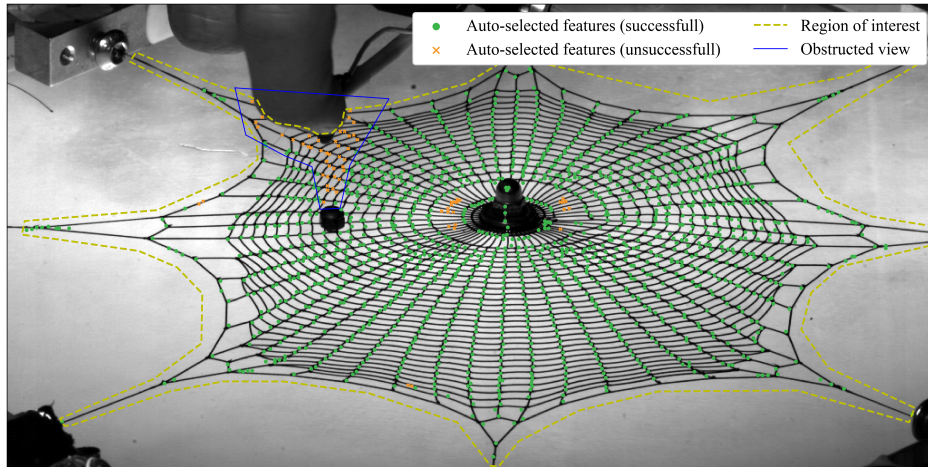 Auto-selected features (successfull)
Auto-selected features (unsuccessfull)
Region of interest
Obstructed view